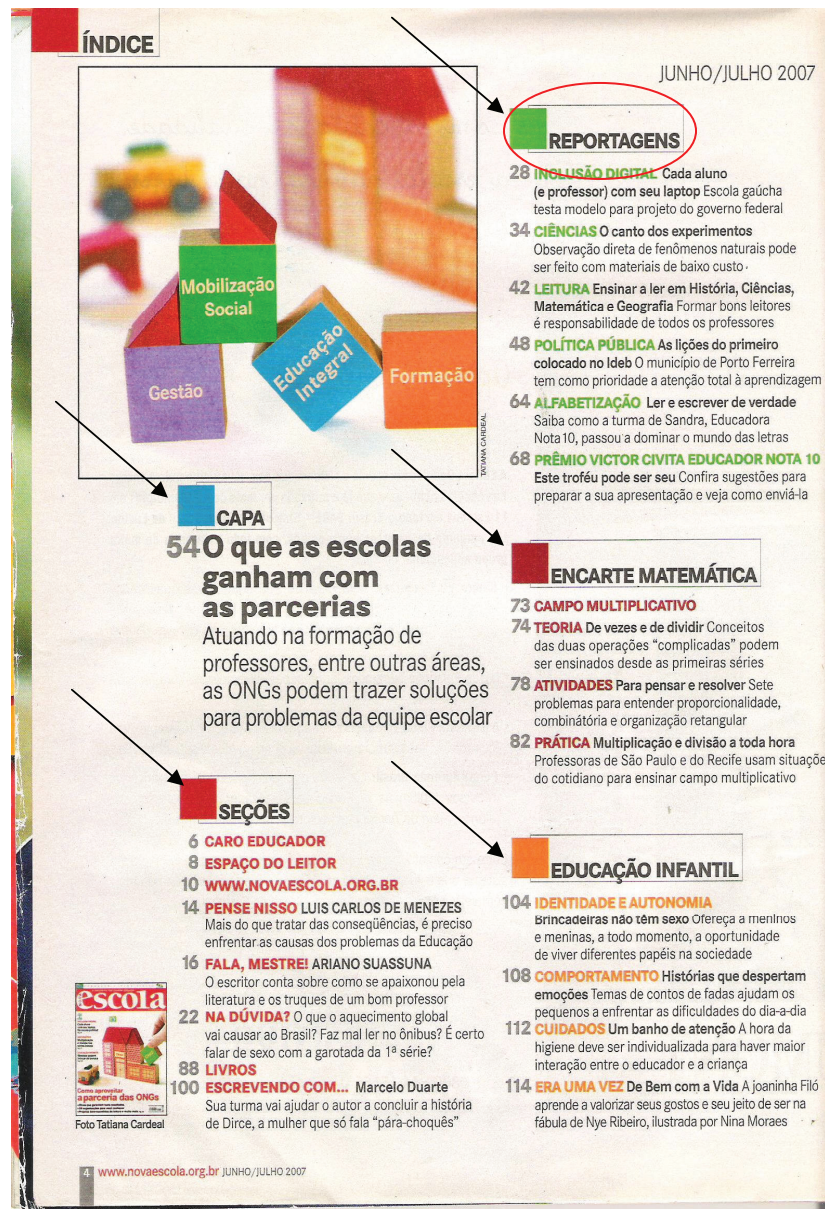 ÍNDICE
JUNHO/JULHO 2007
Mobilização
Social
Gestão
Educação
Integral
Formação
TATIANA CARDEAL
CAPA
54 O que as escolas
ganham com
as parcerias
Atuando na formação de
professores, entre outras áreas,
as ONGs podem trazer soluções
para problemas da equipe escolar
SEÇÕES
6 CARO EDUCADOR
8 ESPAÇO DO LEITOR
10 WWW.NOVAESCOLA.ORG.BR
14 PENSE NISSO LUIS CARLOS DE MENEZES
Mais do que tratar das conseqüências, é preciso
enfrentar as causas dos problemas da Educação
16 FALA, MESTRE! ARIANO SUASSUNA
O escritor conta sobre como se apaixonou pela
literatura e os truques de um bom professor
22 NA DÚVIDA? O que o aquecimento global
vai causar ao Brasil? Faz mal ler no ônibus? É certo
falar de sexo com a garotada da 1ª série?
88 LIVROS
100 ESCREVENDO COM... Marcelo Duarte
Sua turma vai ajudar o autor a concluir a história
de Dirce, a mulher que só fala “pára-choquês”
escola
Como aproveitar
a parceria das ONGs
Foto Tatiana Cardeal
REPORTAGENS
28 INCLUSÃO DIGITAL Cada aluno
(e professor) com seu laptop Escola gaúcha
testa modelo para projeto do governo federal
34 CIÊNCIAS O canto dos experimentos
Observação direta de fenômenos naturais pode
ser feito com materiais de baixo custo
42 LEITURA Ensinar a ler em História, Ciências,
Matemática e Geografia Formar bons leitores
é responsabilidade de todos os professores
48 POLÍTICA PÚBLICA As lições do primeiro
colocado no Ideb O município de Porto Ferreira
tem como prioridade a atenção total à aprendizagem
64 ALFABETIZAÇÃO Ler e escrever de verdade
Saiba como a turma de Sandra, Educadora
Nota 10, passou a dominar o mundo das letras
68 PRÊMIO VICTOR CIVITA EDUCADOR NOTA 10
Este troféu pode ser seu Confira sugestões para
preparar a sua apresentação e veja como enviá-la
ENCARTE MATEMÁTICA
73 CAMPO MULTIPLICATIVO
74 TEORIA De vezes e de dividir Conceitos
das duas operações “complicadas” podem
ser ensinados desde as primeiras séries
78 ATIVIDADES Para pensar e resolver Sete
problemas para entender proporcionalidade,
combinátória e organização retangular
82 PRÁTICA Multiplicação e divisão a toda hora
Professoras de São Paulo e do Recife usam situaçõe
do cotidiano para ensinar campo multiplicativo
EDUCAÇÃO INFANTIL
104 IDENTIDADE E AUTONOMIA
Brincadeiras não têm sexo Ofereça a meninos
e meninas, a todo momento, a oportunidade
de viver diferentes papéis na sociedade
108 COMPORTAMENTO Histórias que despertam
emoções Temas de contos de fadas ajudam os
pequenos a enfrentar as dificuldades do dia-a-dia
112 CUIDADOS Um banho de atenção A hora da
higiene deve ser individualizada para haver maior
interação entre o educador e a criança
114 ERA UMA VEZ De Bem com a Vida A joaninha Filó
aprende a valorizar seus gostos e seu jeito de ser na
fábula de Nye Ribeiro, ilustrada por Nina Moraes
4 www.novaescola.org.br JUNHO/JULHO 2007